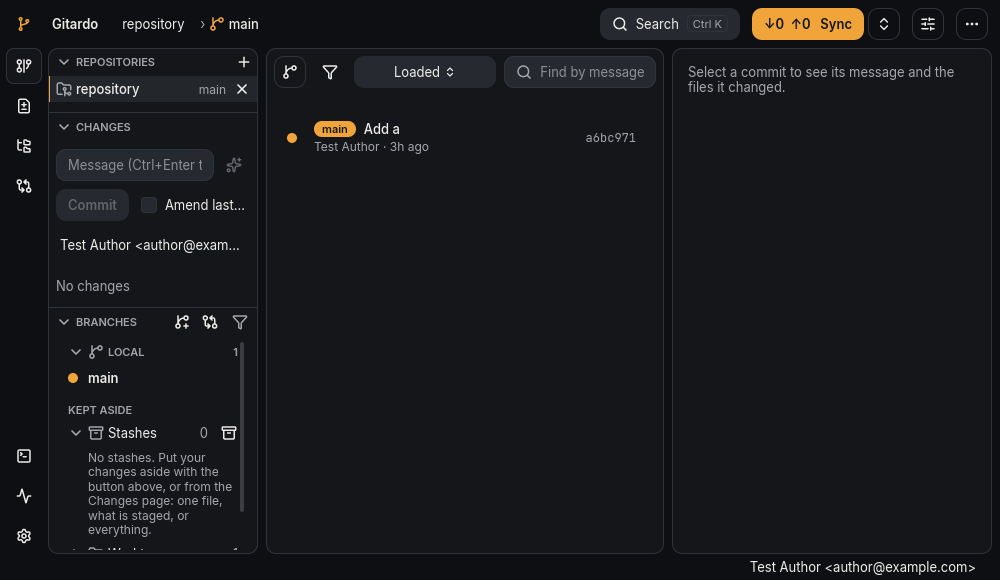 Gitardo repository › main
Search Ctrl K
↓0 ↑0 Sync
REPOSITORIES
repository main
CHANGES
Message (Ctrl+Enter t
Commit Amend last...
Test Author <author@exam...
No changes
BRANCHES
LOCAL 1
main
KEPT ASIDE
Stashes 0
No stashes. Put your
changes aside with the
button above, or from the
Changes page: one file,
what is staged, or
everything.
Loaded
Find by message
main Add a
Test Author · 3h ago
a6bc971
Select a commit to see its message and the
files it changed.
Test Author <author@example.com>